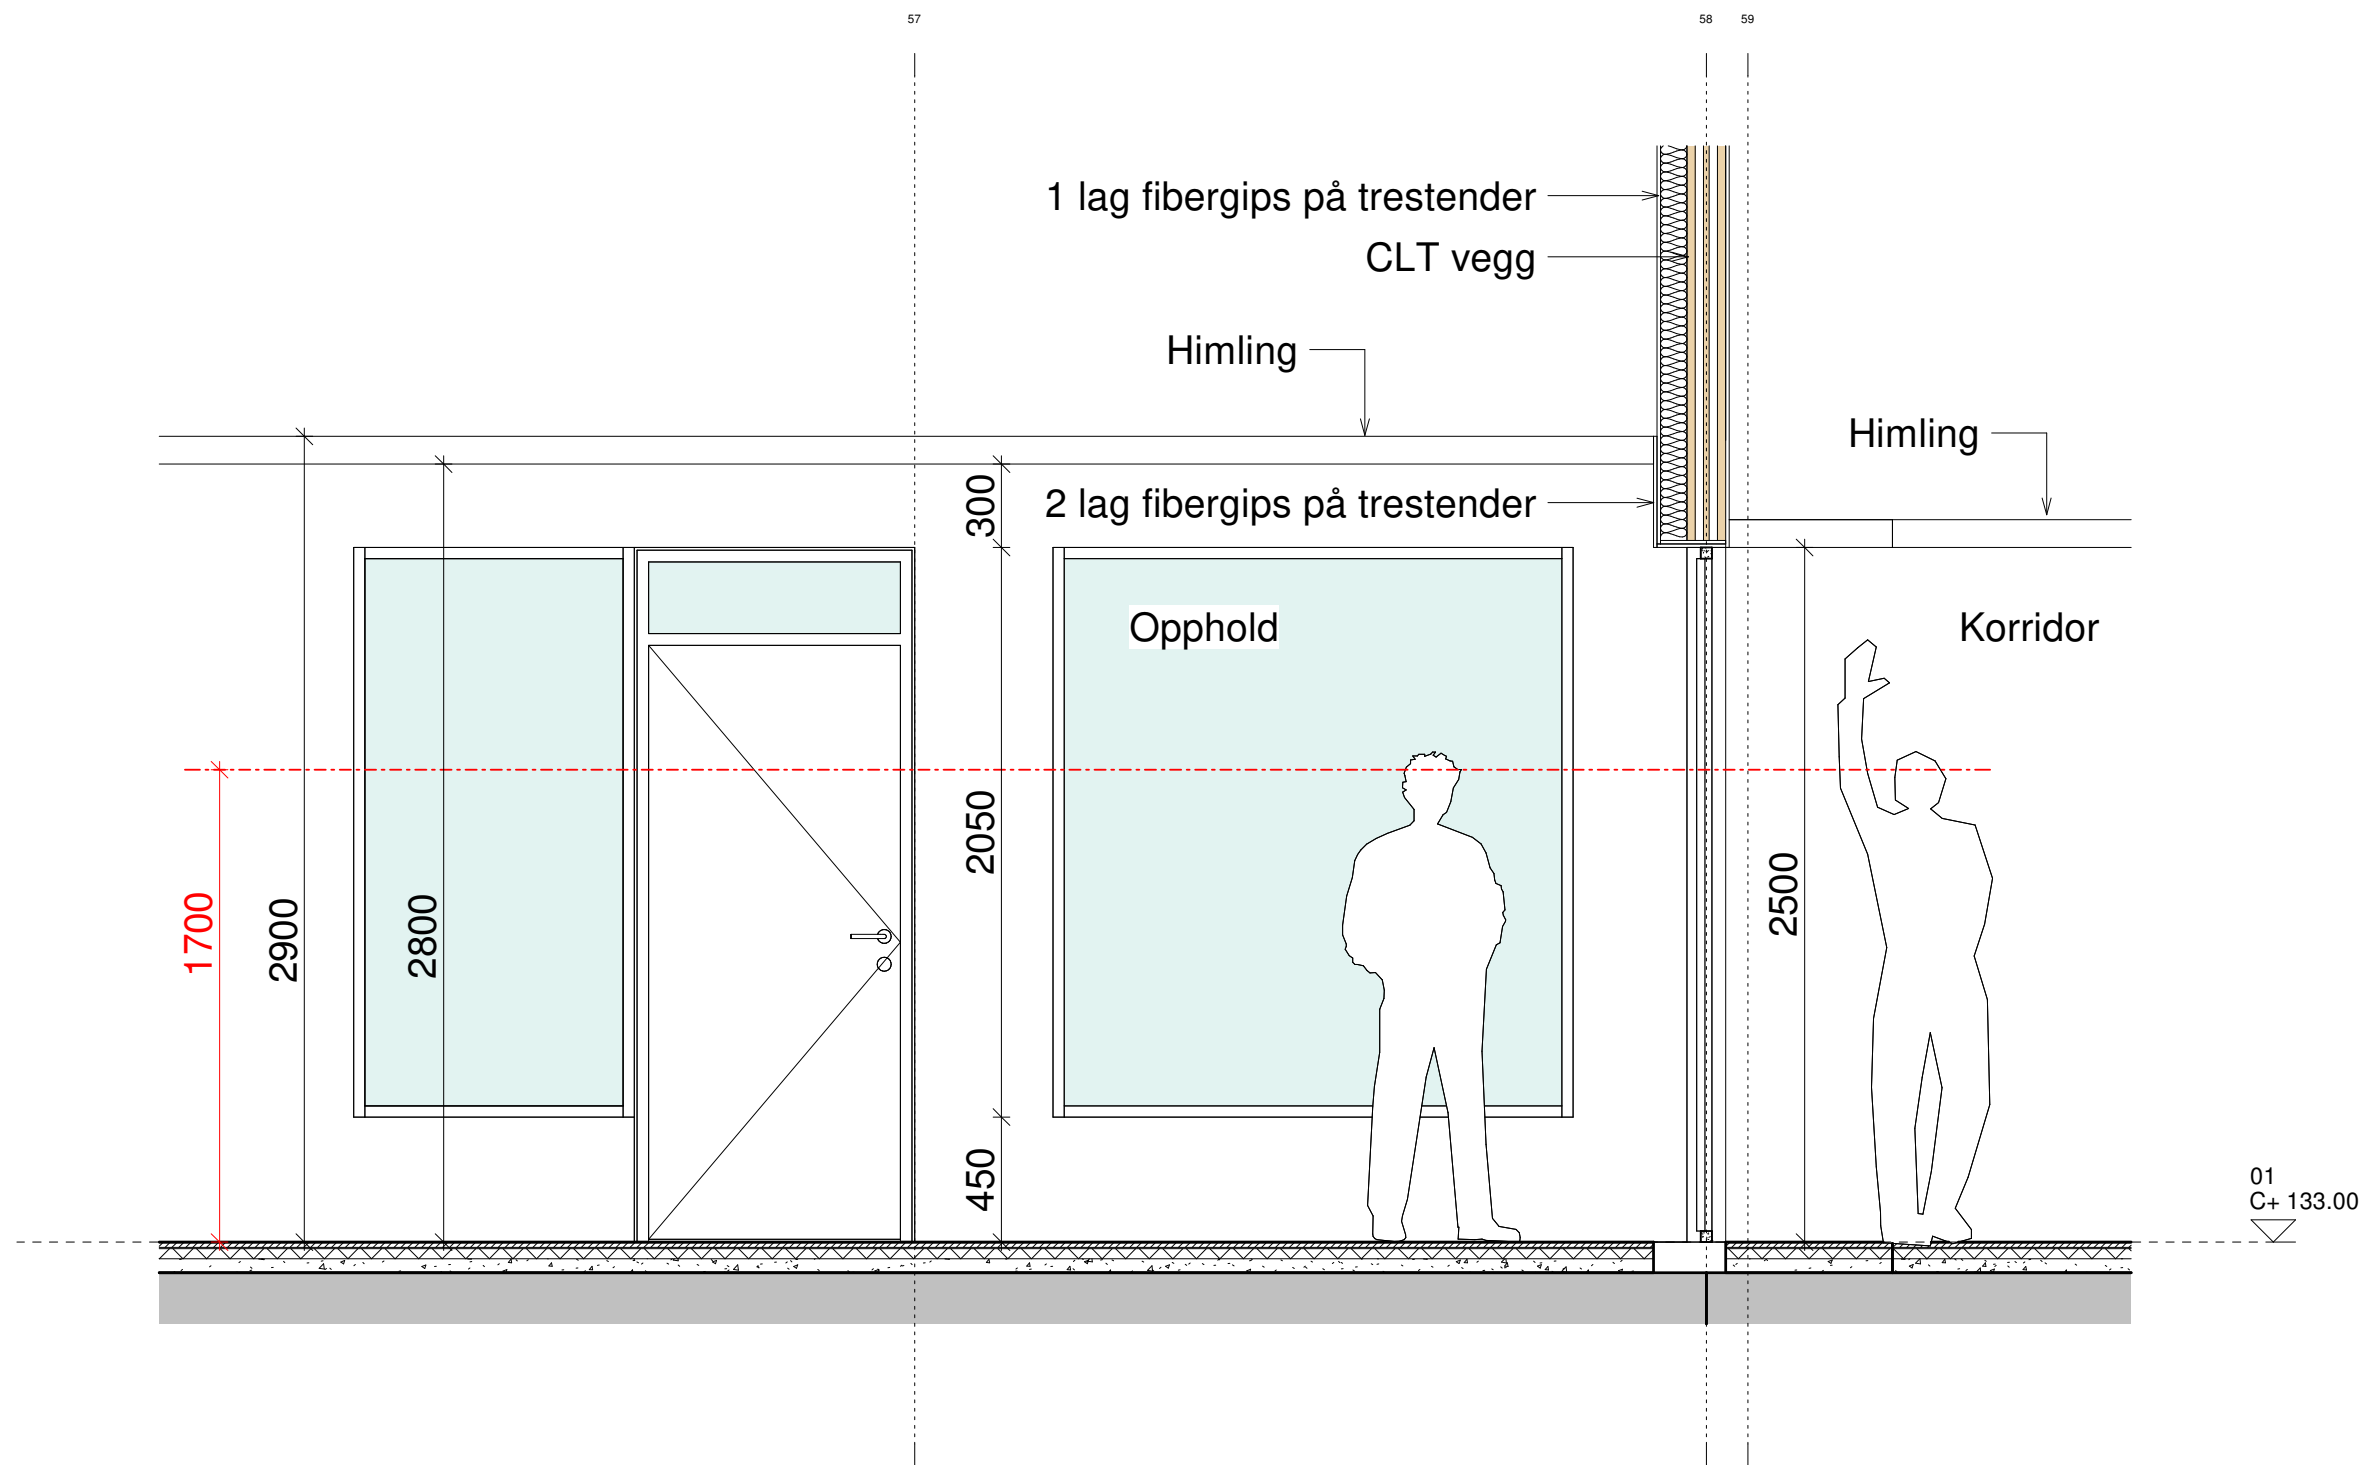 57
58
59
1 lag fibergips på trestender
CLT vegg
Himling
Himling
300
2 lag fibergips på trestender
Opphold
Korridor
2050
1700
2900
2800
2500
450
01
C+ 133.00